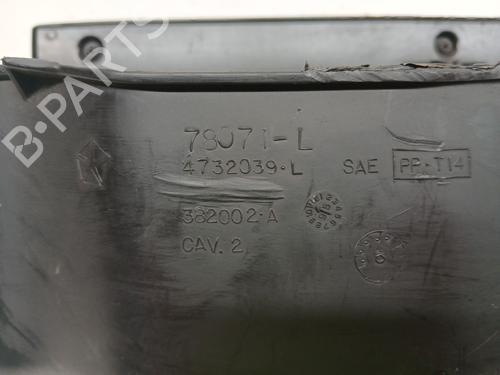 B-PARTS
78071-L
4732039-L SAE PP-T14
382002-A
CAV. 2